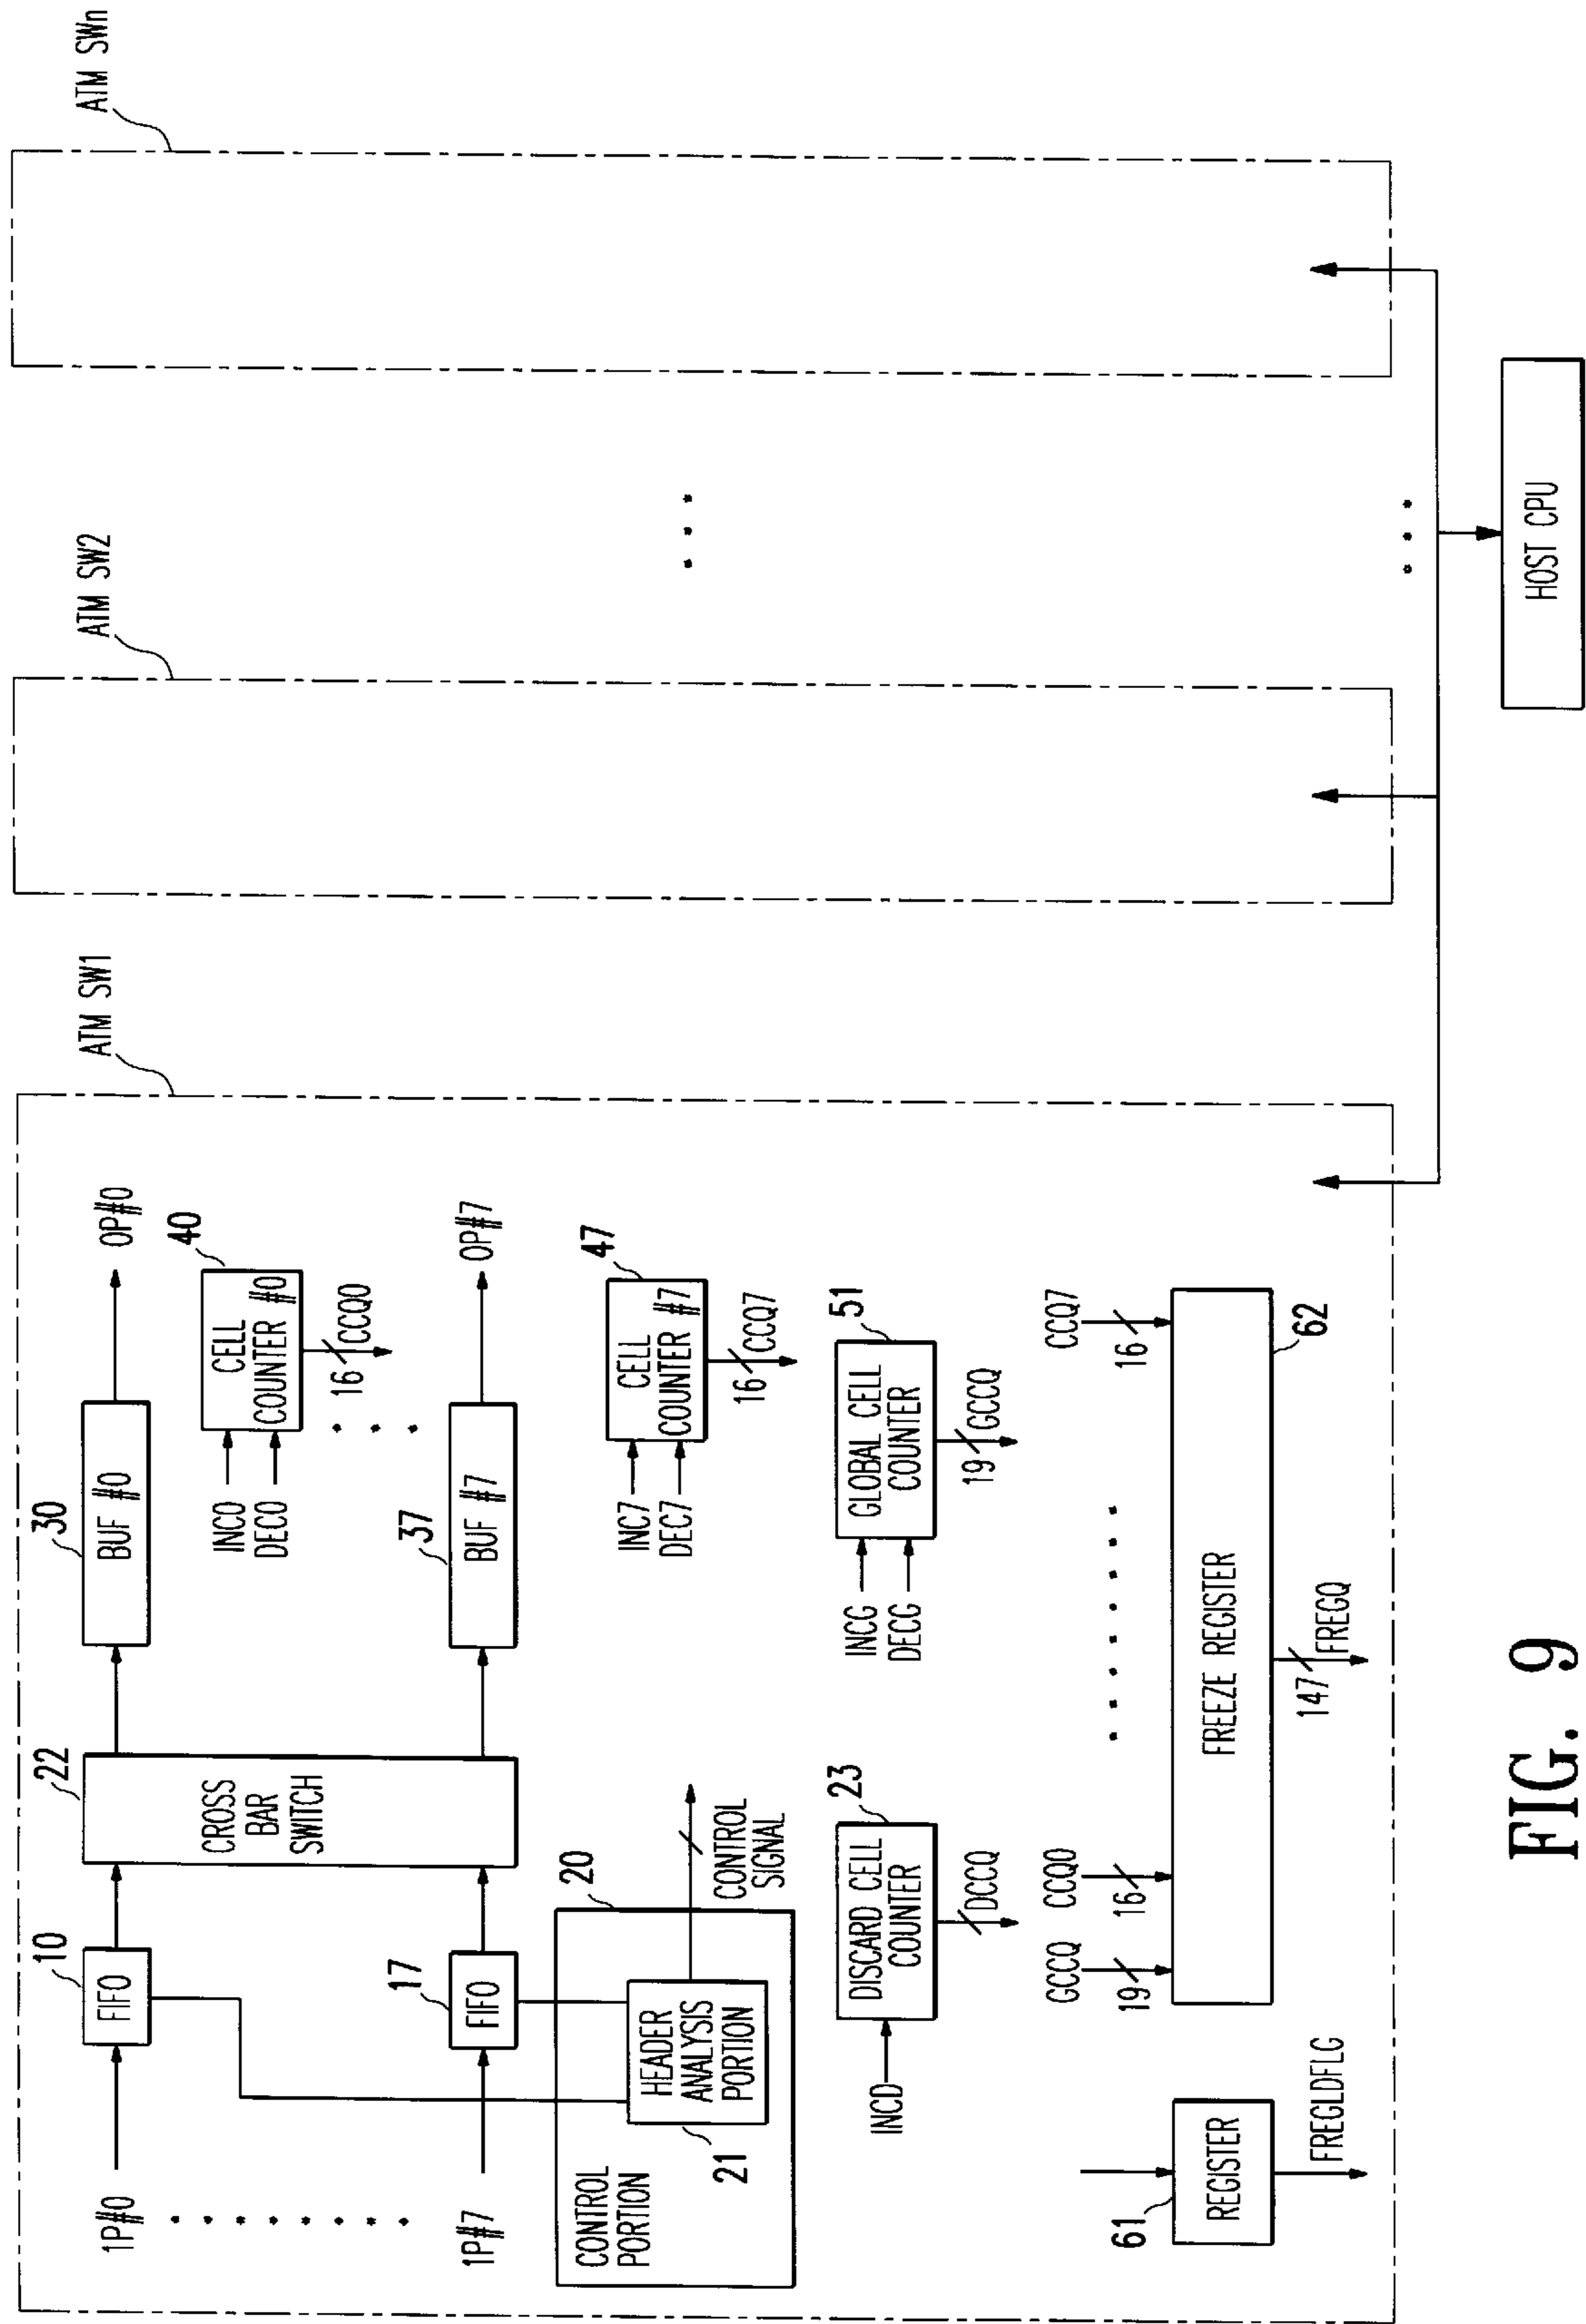 ATM SW1
ATM SW2
ATM SWn
1P#0
10
FIFO
22
CROSS
BAR
SWITCH
30
BUF #0
OP#0
40
CELL
COUNTER #0
INC0
DEC0
16
CCQ0
1P#7
17
FIFO
37
BUF #7
OP#7
47
CELL
COUNTER #7
INC7
DEC7
16
CCQ7
CONTROL
PORTION
20
HEADER
ANALYSIS
PORTION
21
CONTROL
SIGNAL
INCD
23
DISCARD CELL
COUNTER
DCCQ
INCG
DECG
51
GLOBAL CELL
COUNTER
19
GCCQ
61
REGISTER
FREGLDFLG
GCCQ
19
CCQ0
16
CCQ7
16
FREEZE REGISTER
62
147
FREGQ
HOST CPU
FIG. 9